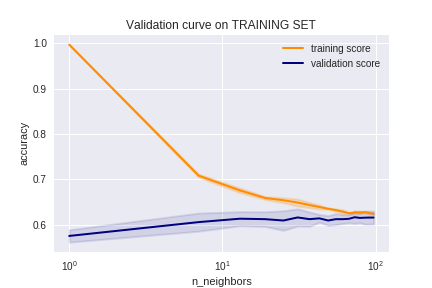 Validation curve on TRAINING SET
training score
validation score
accuracy
1.0
0.9
0.8
0.7
0.6
10⁰
10¹
10²
n_neighbors